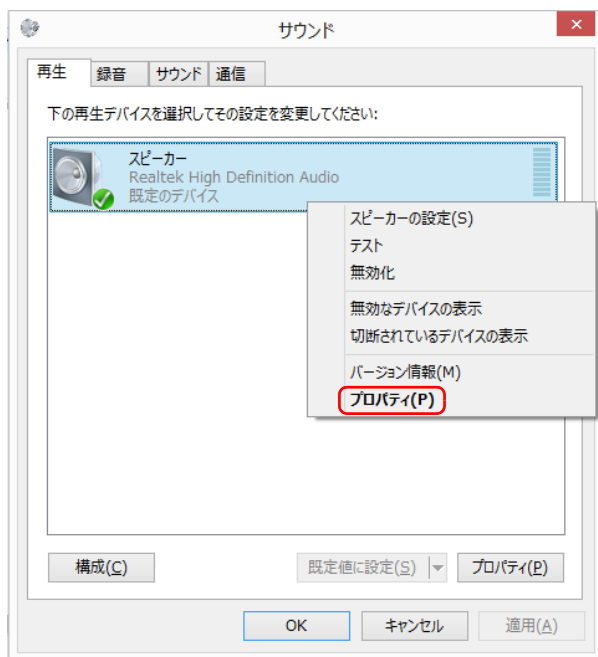 サウンド
再生 録音 サウンド 通信
下の再生デバイスを選択してその設定を変更してください:
スピーカー
Realtek High Definition Audio
既定のデバイス
スピーカーの設定(S)
テスト
無効化
無効なデバイスの表示
切断されているデバイスの表示
バージョン情報(M)
プロパティ(P)
構成(C) 既定値に設定(S) プロパティ(P)
OK キャンセル 適用(A)